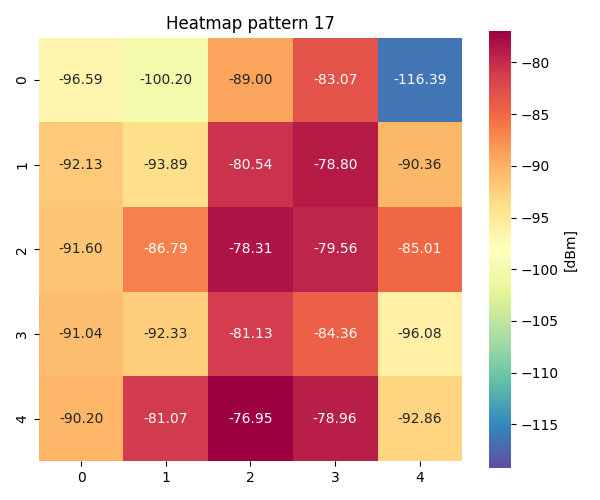 Heatmap pattern 17
0 -96.59 -100.20 -89.00 -83.07 -116.39
1 -92.13 -93.89 -80.54 -78.80 -90.36
2 -91.60 -86.79 -78.31 -79.56 -85.01
3 -91.04 -92.33 -81.13 -84.36 -96.08
4 -90.20 -81.07 -76.95 -78.96 -92.86
0 1 2 3 4
−80
−85
−90
−95
−100
−105
−110
−115
[dBm]